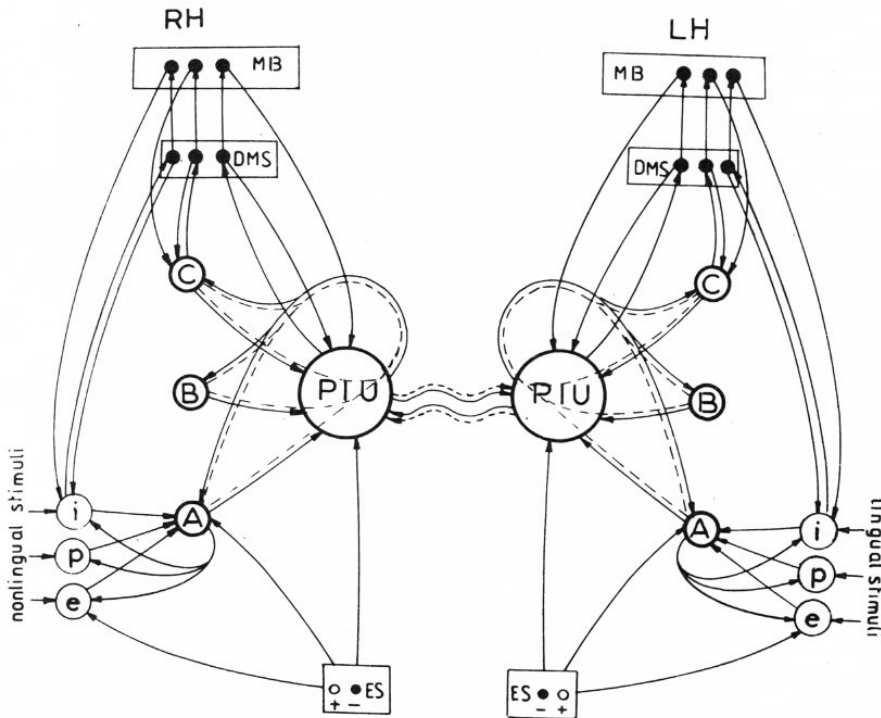 RH
LH
MB
MB
DMS
DMS
C
C
B
PIU
PIU
B
nonlingual stimuli
i
A
A
i
lingual stimuli
p
p
e
e
ES
+ −
ES
− +